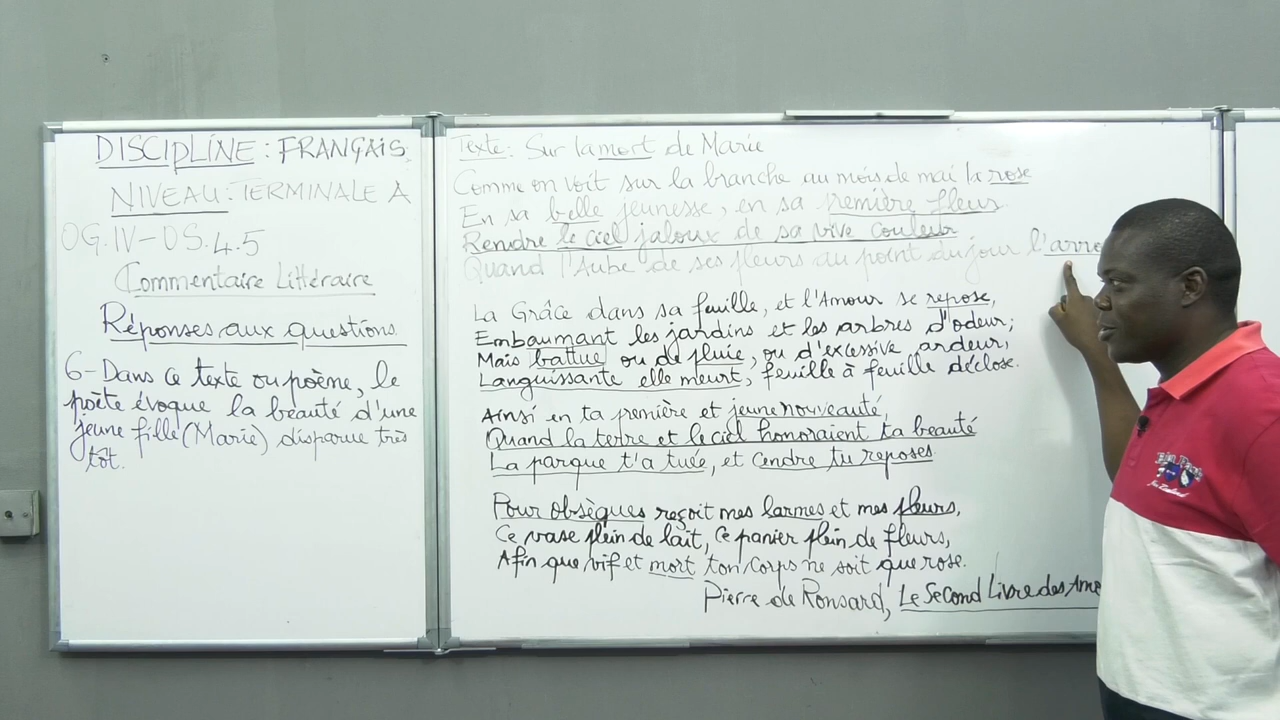 DISCIPLINE : FRANÇAIS
NIVEAU : TERMINALE A
OG.IV-OS.4.5
Commentaire Littéraire
Réponses aux questions
6- Dans ce texte ou poème, le
poète évoque la beauté d'une
jeune fille (Marie) disparue très
tôt.
Texte : Sur la mort de Marie
Comme on voit sur la branche au mois de mai la rose
En sa belle jeunesse, en sa première fleur
Rendre le ciel jaloux de sa vive couleur
Quand l'Aube de ses fleurs au point du jour l'arro
La Grâce dans sa feuille, et l'Amour se repose,
Embaumant les jardins et les arbres d'odeur ;
Mais battue ou de pluie, ou d'excessive ardeur,
Languissante elle meurt, feuille à feuille déclose.
Ainsi en ta première et jeune nouveauté,
Quand la terre et le ciel honoraient ta beauté
La parque t'a tuée, et cendre tu reposes
Pour obsèques reçoit mes larmes et mes pleurs,
Ce vase plein de lait, ce panier plein de fleurs,
Afin que vif et mort ton corps ne soit que rose.
Pierre de Ronsard, Le Second Livre des Amo